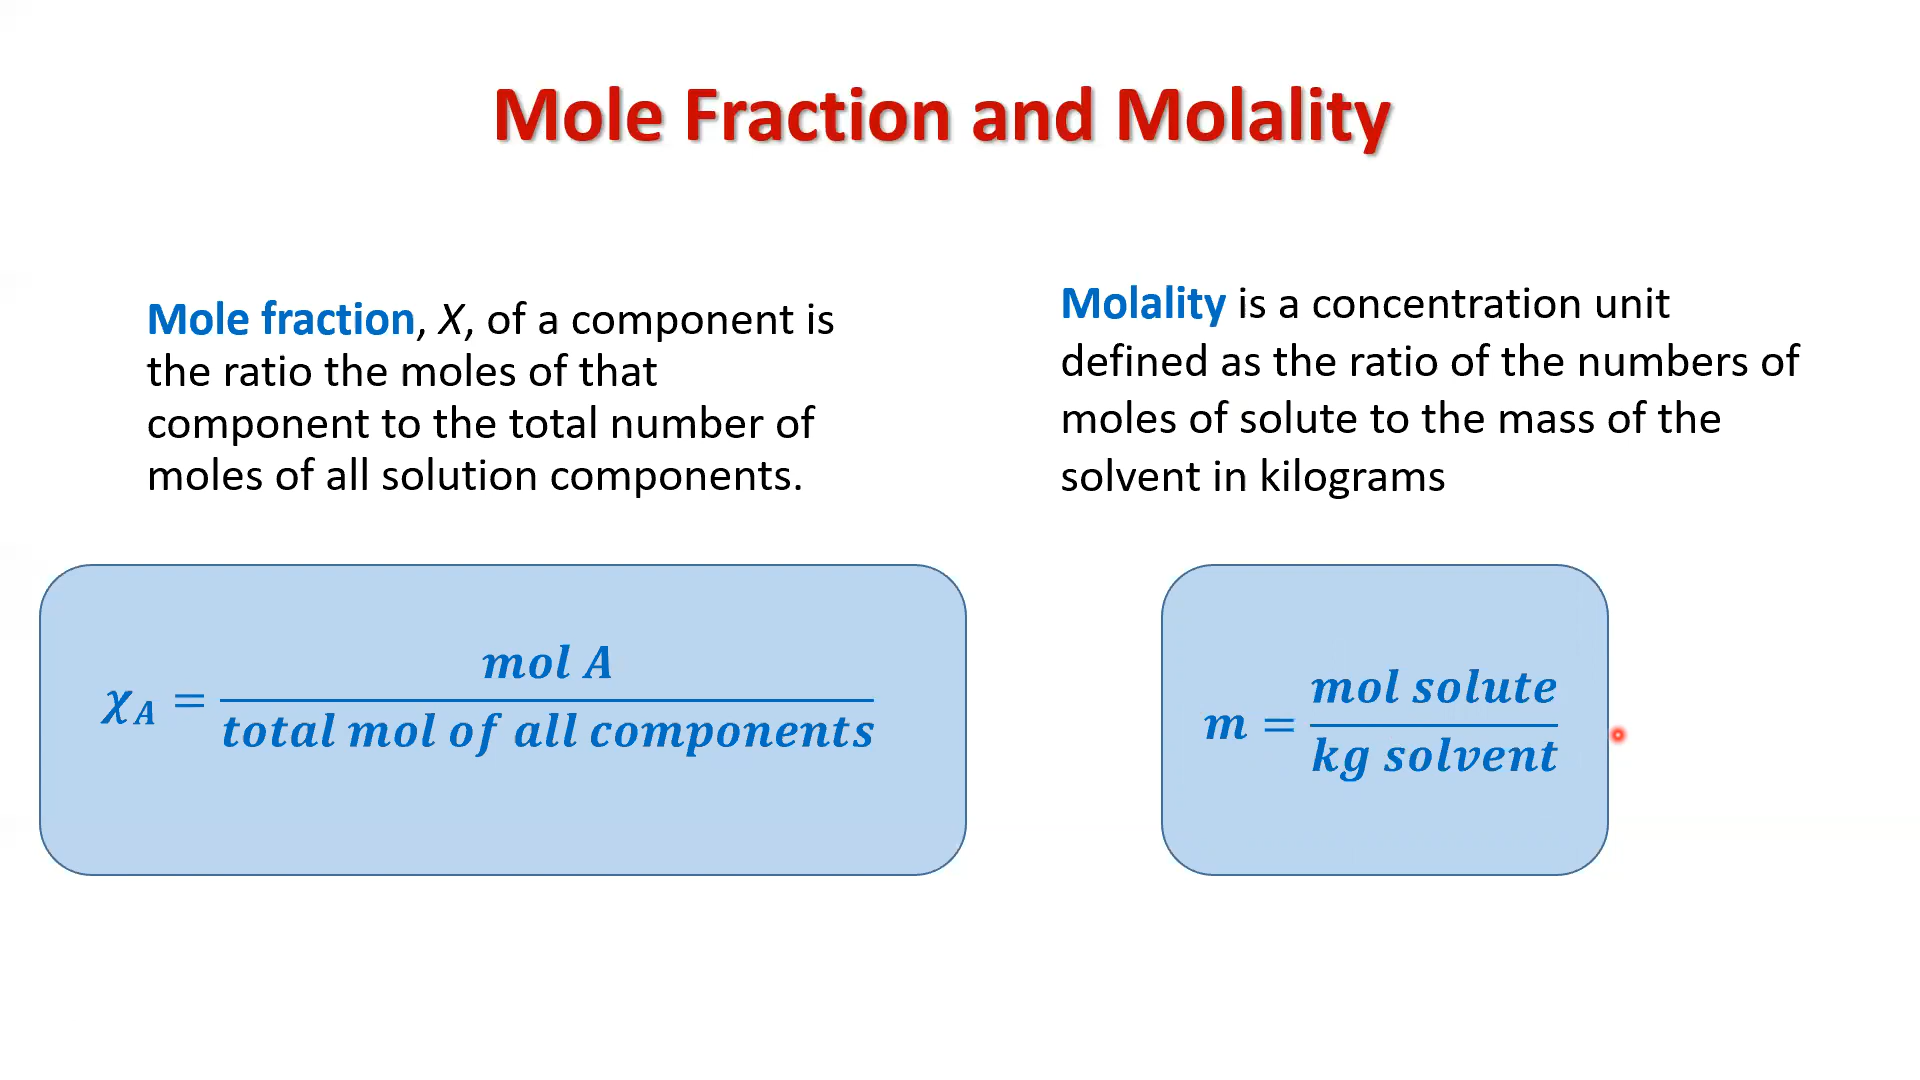 Mole Fraction and Molality
Mole fraction, X, of a component is
the ratio the moles of that
component to the total number of
moles of all solution components.
Molality is a concentration unit
defined as the ratio of the numbers of
moles of solute to the mass of the
solvent in kilograms
χ_A = mol A / total mol of all components
m = mol solute / kg solvent